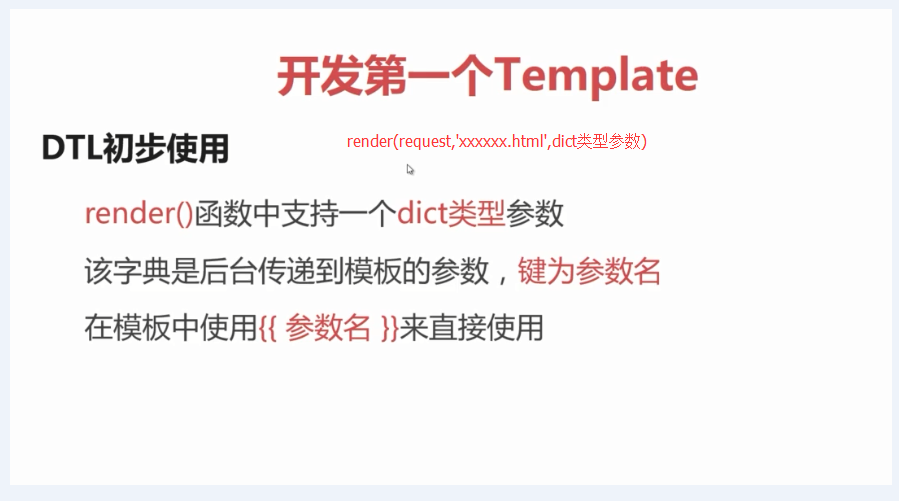 开发第一个Template
DTL初步使用
render(request,'xxxxxx.html',dict类型参数)
render()函数中支持一个dict类型参数
该字典是后台传递到模板的参数，键为参数名
在模板中使用{{ 参数名 }}来直接使用